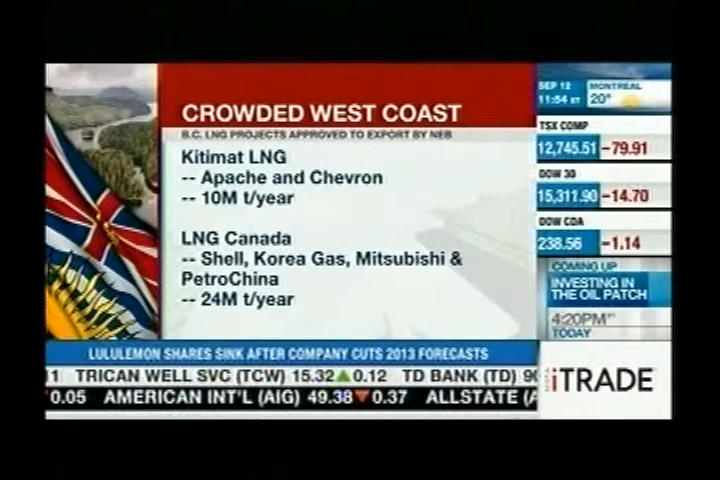 CROWDED WEST COAST
B.C. LNG PROJECTS APPROVED TO EXPORT BY NEB
Kitimat LNG
-- Apache and Chevron
-- 10M t/year
LNG Canada
-- Shell, Korea Gas, Mitsubishi &
PetroChina
-- 24M t/year
SEP 12
11:54 ET
MONTREAL
20°
TSX COMP
12,745.51 -79.91
DOW 30
15,311.90 -14.70
DOW CDA
238.56 -1.14
COMING UP
INVESTING IN
THE OIL PATCH
4:20PM ET
TODAY
LULULEMON SHARES SINK AFTER COMPANY CUTS 2013 FORECASTS
11 TRICAN WELL SVC (TCW) 15.32▲0.12 TD BANK (TD) 90
0.05 AMERICAN INT'L (AIG) 49.38▼0.37 ALLSTATE (A
iTRADE